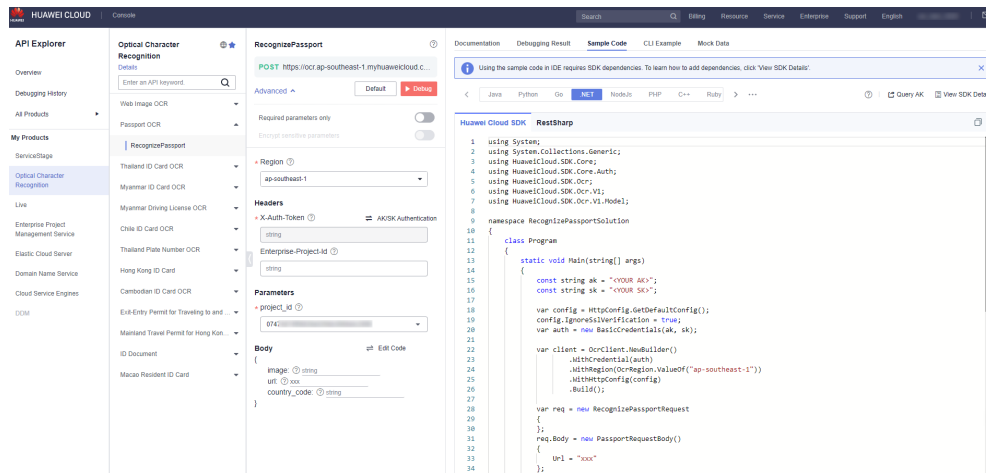 HUAWEI
HUAWEI CLOUD
Console
Search
Billing
Resource
Service
Enterprise
Support
English
API Explorer
Overview
Debugging History
All Products
My Products
ServiceStage
Optical Character
Recognition
Live
Enterprise Project
Management Service
Elastic Cloud Server
Domain Name Service
Cloud Service Engines
DDM
Optical Character
Recognition
Details
Enter an API keyword.
Web Image OCR
Passport OCR
RecognizePassport
Thailand ID Card OCR
Myanmar ID Card OCR
Myanmar Driving License OCR
Chile ID Card OCR
Thailand Plate Number OCR
Hong Kong ID Card
Cambodian ID Card OCR
Exit-Entry Permit for Traveling to and ...
Mainland Travel Permit for Hong Kon...
ID Document
Macao Resident ID Card
RecognizePassport
POST https://ocr.ap-southeast-1.myhuaweicloud.c...
Advanced
Default
Debug
Required parameters only
Encrypt sensitive parameters
* Region
ap-southeast-1
Headers
* X-Auth-Token
AK/SK Authentication
string
Enterprise-Project-Id
string
Parameters
* project_id
0747
Body
Edit Code
{
image: string
url: xxx
country_code: string
}
Documentation
Debugging Result
Sample Code
CLI Example
Mock Data
Using the sample code in IDE requires SDK dependencies. To learn how to add dependencies, click 'View SDK Details'.
Java
Python
Go
.NET
NodeJs
PHP
C++
Ruby
...
Query AK
View SDK Deta
Huawei Cloud SDK
RestSharp
1 using System;
2 using System.Collections.Generic;
3 using HuaweiCloud.SDK.Core;
4 using HuaweiCloud.SDK.Core.Auth;
5 using HuaweiCloud.SDK.Ocr;
6 using HuaweiCloud.SDK.Ocr.V1;
7 using HuaweiCloud.SDK.Ocr.V1.Model;
8
9 namespace RecognizePassportSolution
10 {
11 class Program
12 {
13 static void Main(string[] args)
14 {
15 const string ak = "<YOUR AK>";
16 const string sk = "<YOUR SK>";
17
18 var config = HttpConfig.GetDefaultConfig();
19 config.IgnoreSslVerification = true;
20 var auth = new BasicCredentials(ak, sk);
21
22 var client = OcrClient.NewBuilder()
23 .WithCredential(auth)
24 .WithRegion(OcrRegion.ValueOf("ap-southeast-1"))
25 .WithHttpConfig(config)
26 .Build();
27
28 var req = new RecognizePassportRequest
29 {
30 };
31 req.Body = new PassportRequestBody()
32 {
33 Url = "xxx"
34 };